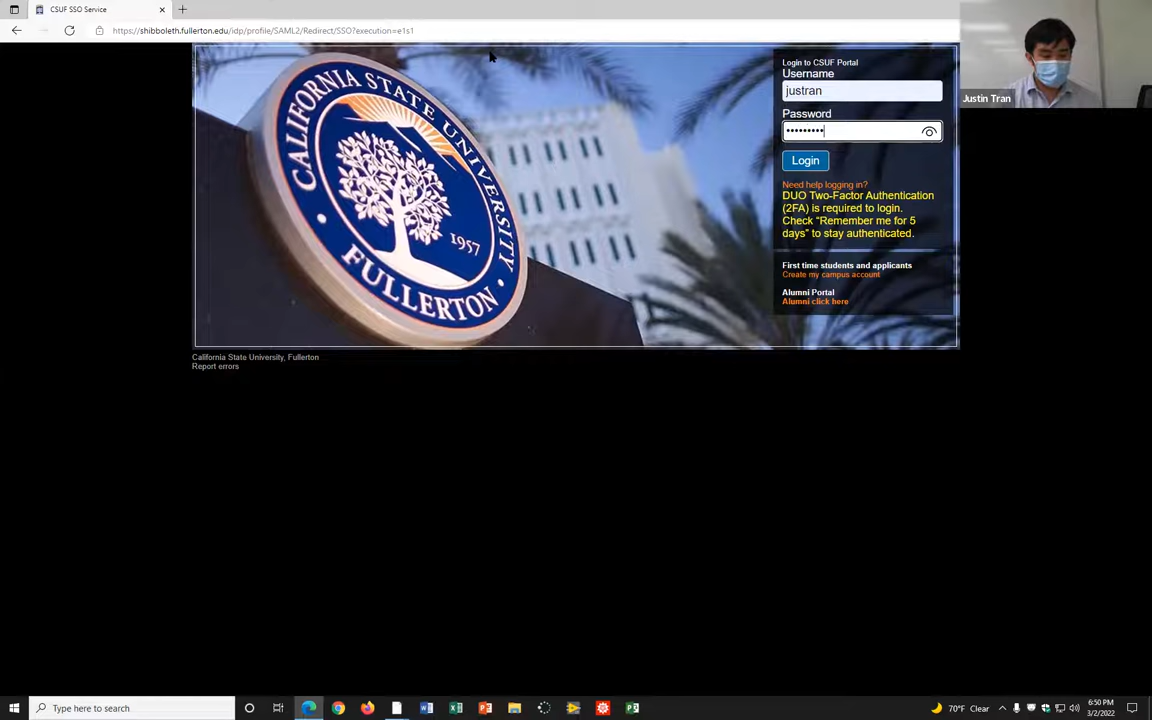 CSUF SSO Service
https://shibboleth.fullerton.edu/idp/profile/SAML2/Redirect/SSO?execution=e1s1
CALIFORNIA STATE UNIVERSITY,
1957
FULLERTON
Login to CSUF Portal
Username
justran
Password
•••••••••
Login
Need help logging in?
DUO Two-Factor Authentication
(2FA) is required to login.
Check "Remember me for 5
days" to stay authenticated.
First time students and applicants
Create my campus account
Alumni Portal
Alumni click here
Justin Tran
California State University, Fullerton
Report errors
Type here to search
70°F Clear
6:50 PM
3/2/2022